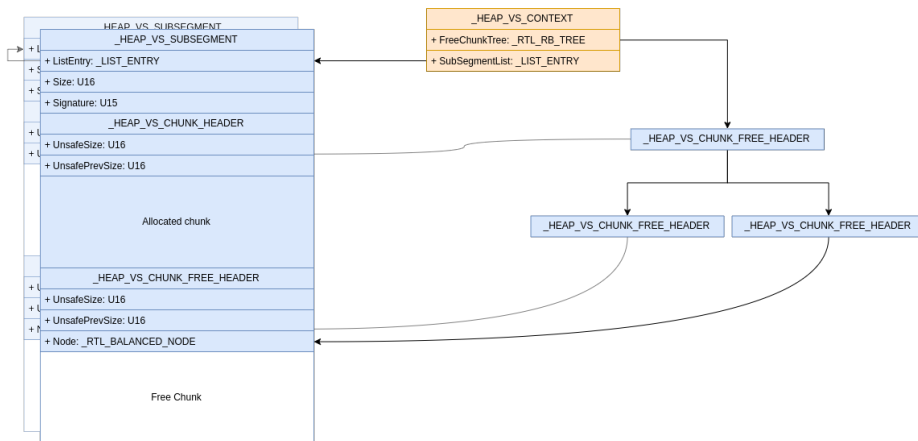 _HEAP_VS_CONTEXT
+ FreeChunkTree: _RTL_RB_TREE
+ SubSegmentList: _LIST_ENTRY
HEAP_VS_SUBSEGMENT
_HEAP_VS_SUBSEGMENT
+ L
+ ListEntry: _LIST_ENTRY
+ S
+ Size: U16
+ S
+ Signature: U15
_HEAP_VS_CHUNK_HEADER
+ U
+ UnsafeSize: U16
+ U
+ UnsafePrevSize: U16
Allocated chunk
_HEAP_VS_CHUNK_FREE_HEADER
+ U
+ UnsafeSize: U16
+ U
+ UnsafePrevSize: U16
+ N
+ Node: _RTL_BALANCED_NODE
Free Chunk
_HEAP_VS_CHUNK_FREE_HEADER
_HEAP_VS_CHUNK_FREE_HEADER
_HEAP_VS_CHUNK_FREE_HEADER